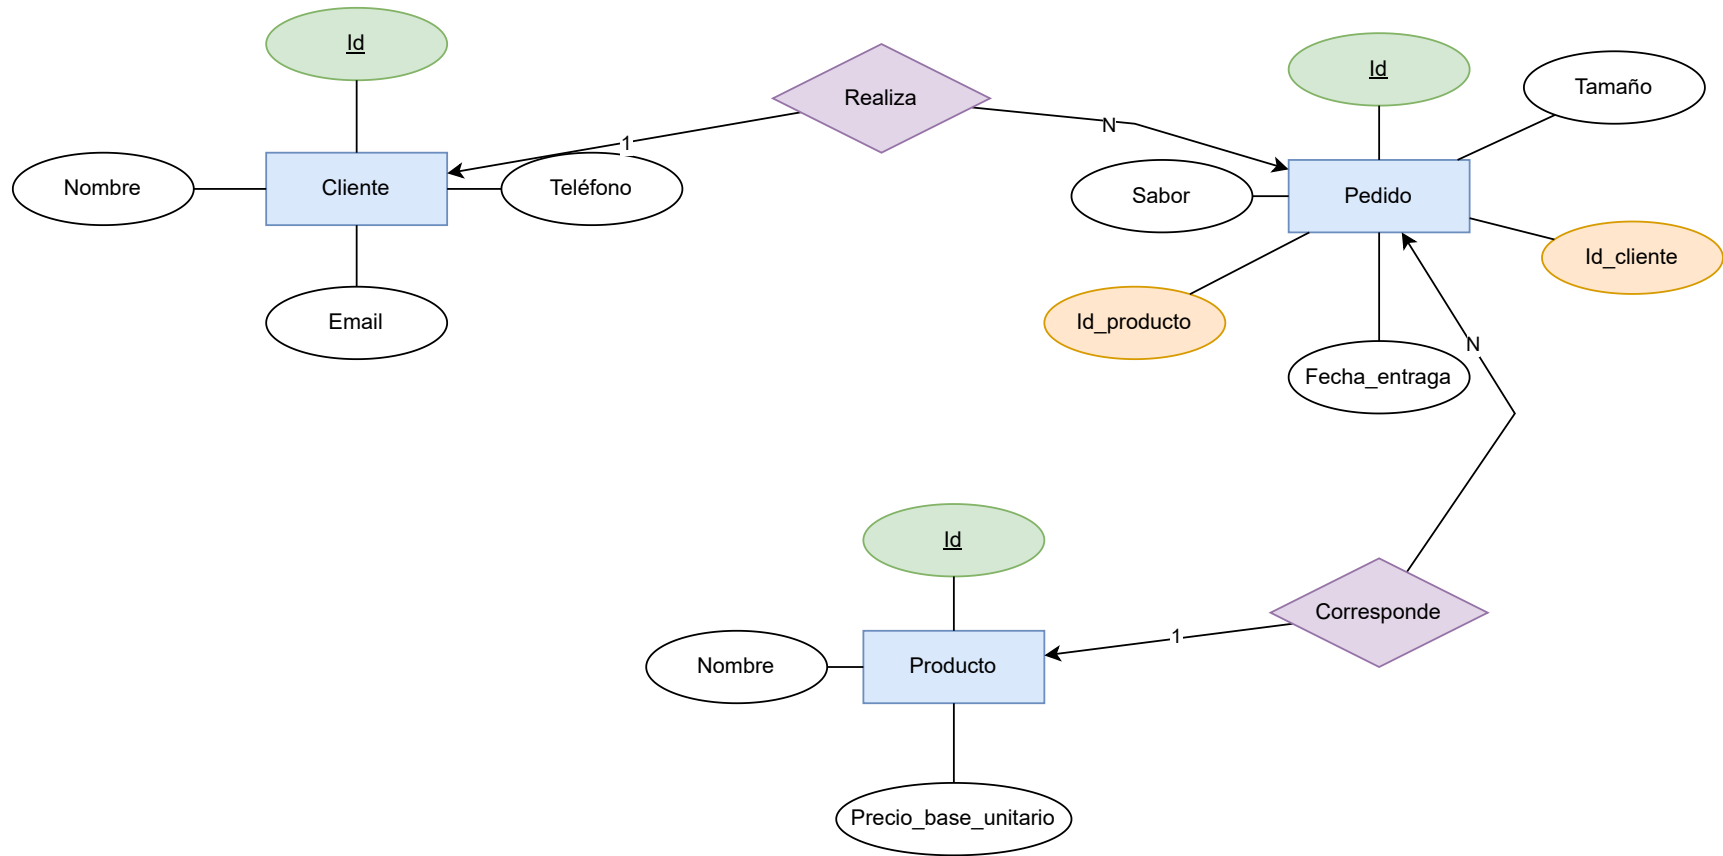 Id
Realiza
Id
Tamaño
1
N
Nombre
Cliente
Teléfono
Sabor
Pedido
Id_cliente
Email
Id_producto
N
Fecha_entraga
Id
Corresponde
1
Nombre
Producto
Precio_base_unitario